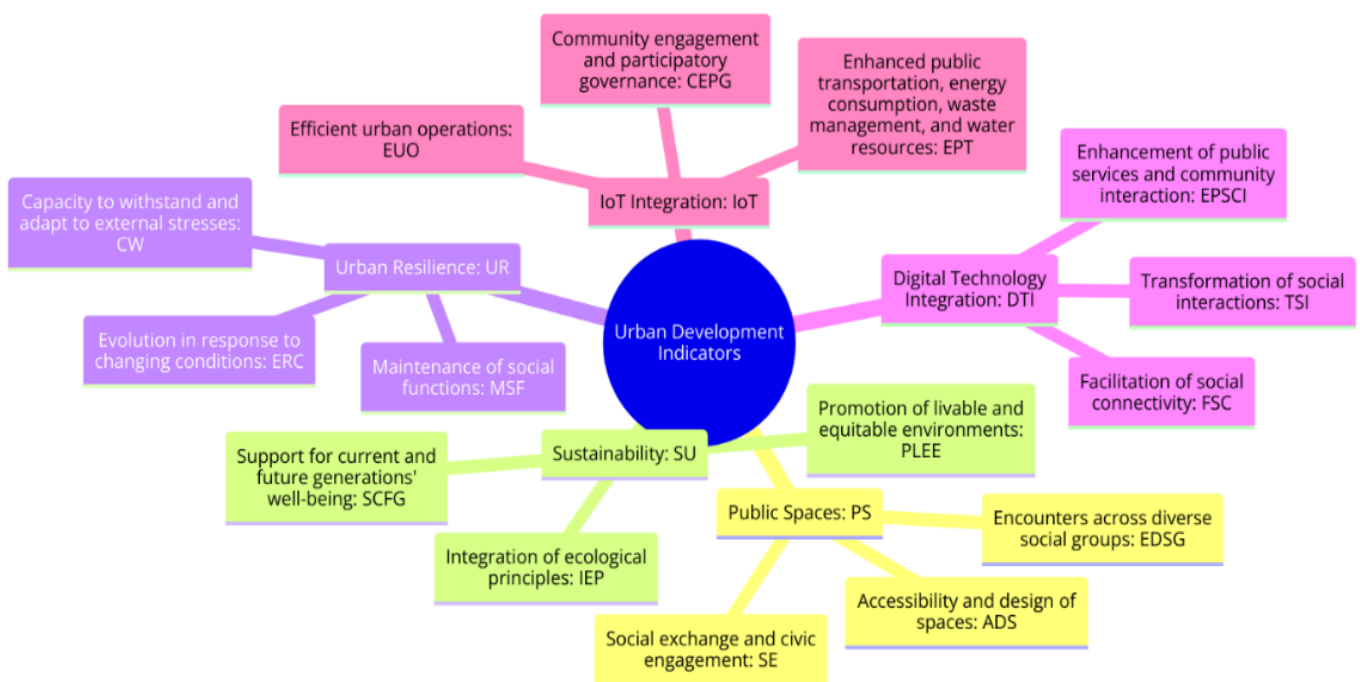 Community engagement
and participatory
governance: CEPG
Enhanced public
transportation, energy
consumption, waste
management, and water
resources: EPT
Efficient urban operations:
EUO
IoT Integration: IoT
Enhancement of public
services and community
interaction: EPSCI
Capacity to withstand and
adapt to external stresses:
CW
Urban Resilience: UR
Digital Technology
Integration: DTI
Transformation of social
interactions: TSI
Evolution in response to
changing conditions: ERC
Maintenance of social
functions: MSF
Urban Development
Indicators
Facilitation of social
connectivity: FSC
Promotion of livable and
equitable environments:
PLEE
Sustainability: SU
Support for current and
future generations'
well-being: SCFG
Integration of ecological
principles: IEP
Public Spaces: PS
Encounters across diverse
social groups: EDSG
Accessibility and design of
spaces: ADS
Social exchange and civic
engagement: SE